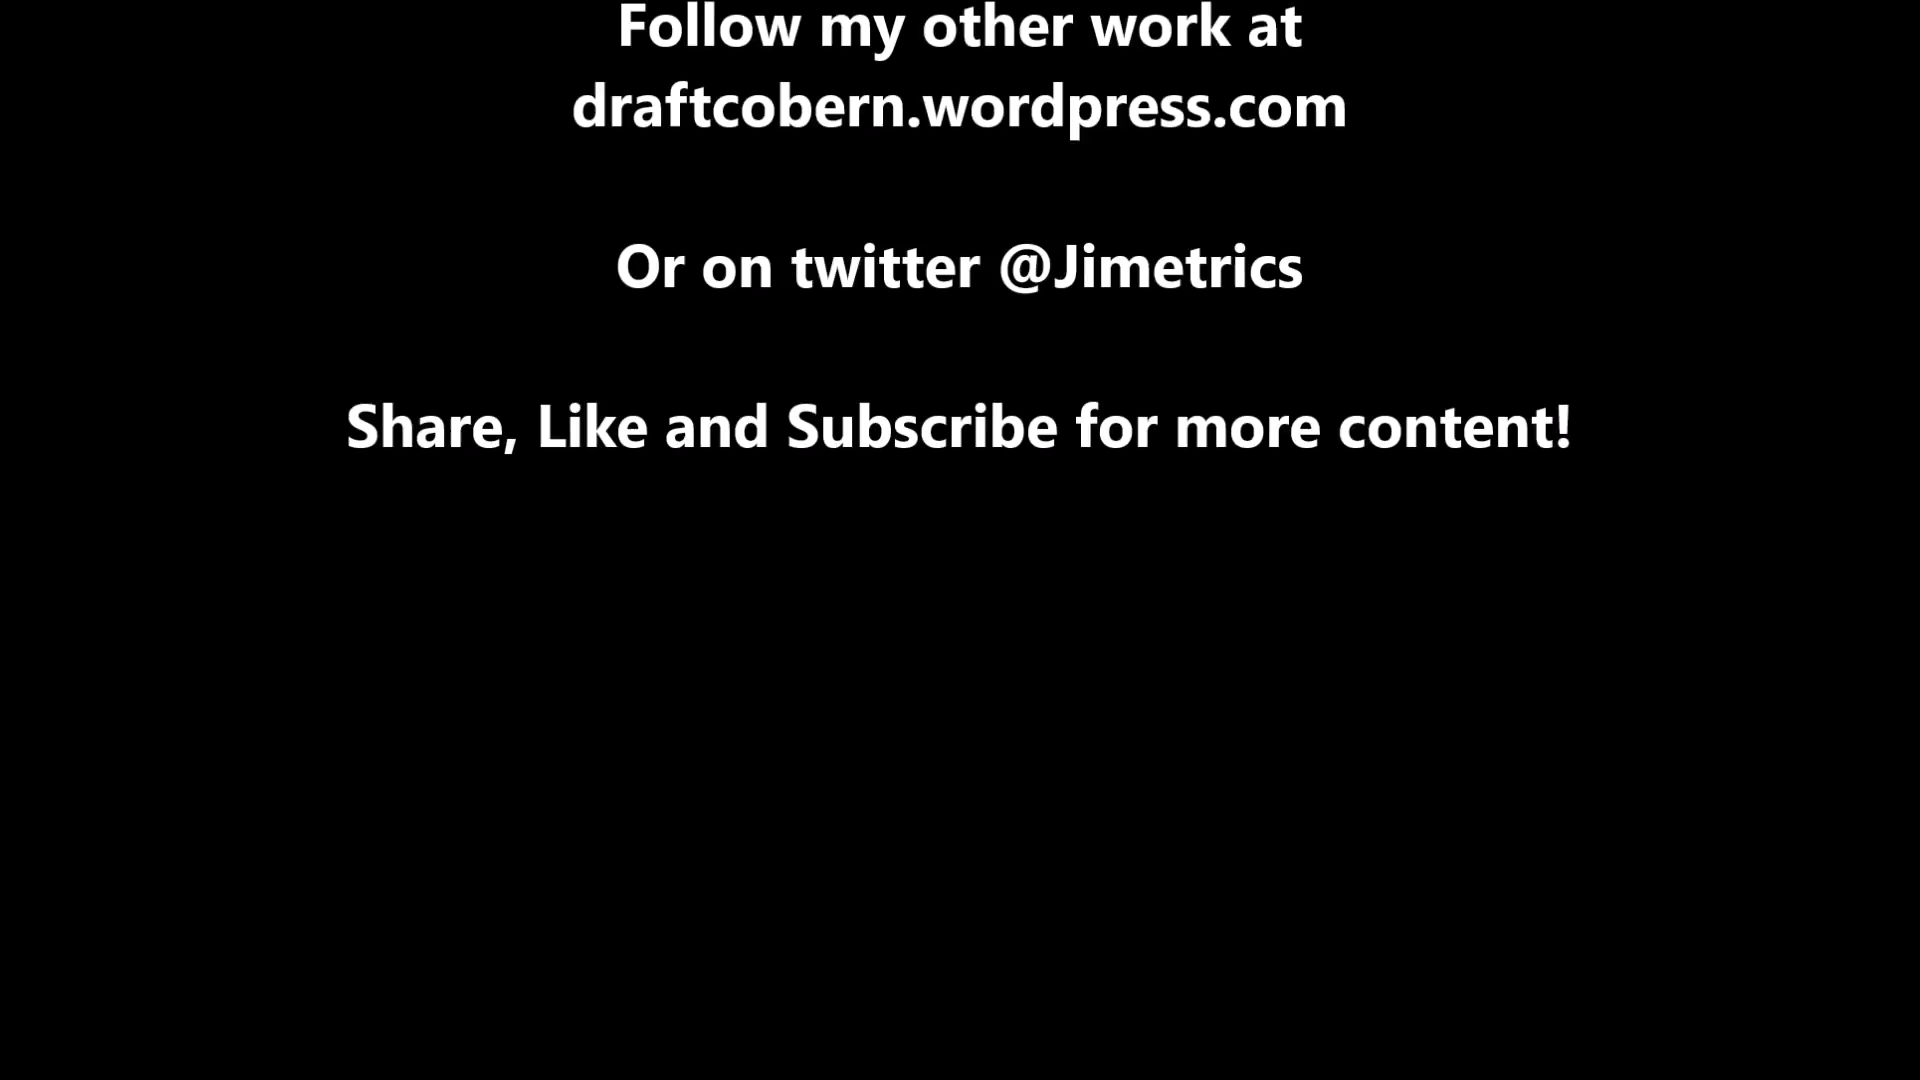 Follow my other work at
draftcobern.wordpress.com
Or on twitter @Jimetrics
Share, Like and Subscribe for more content!